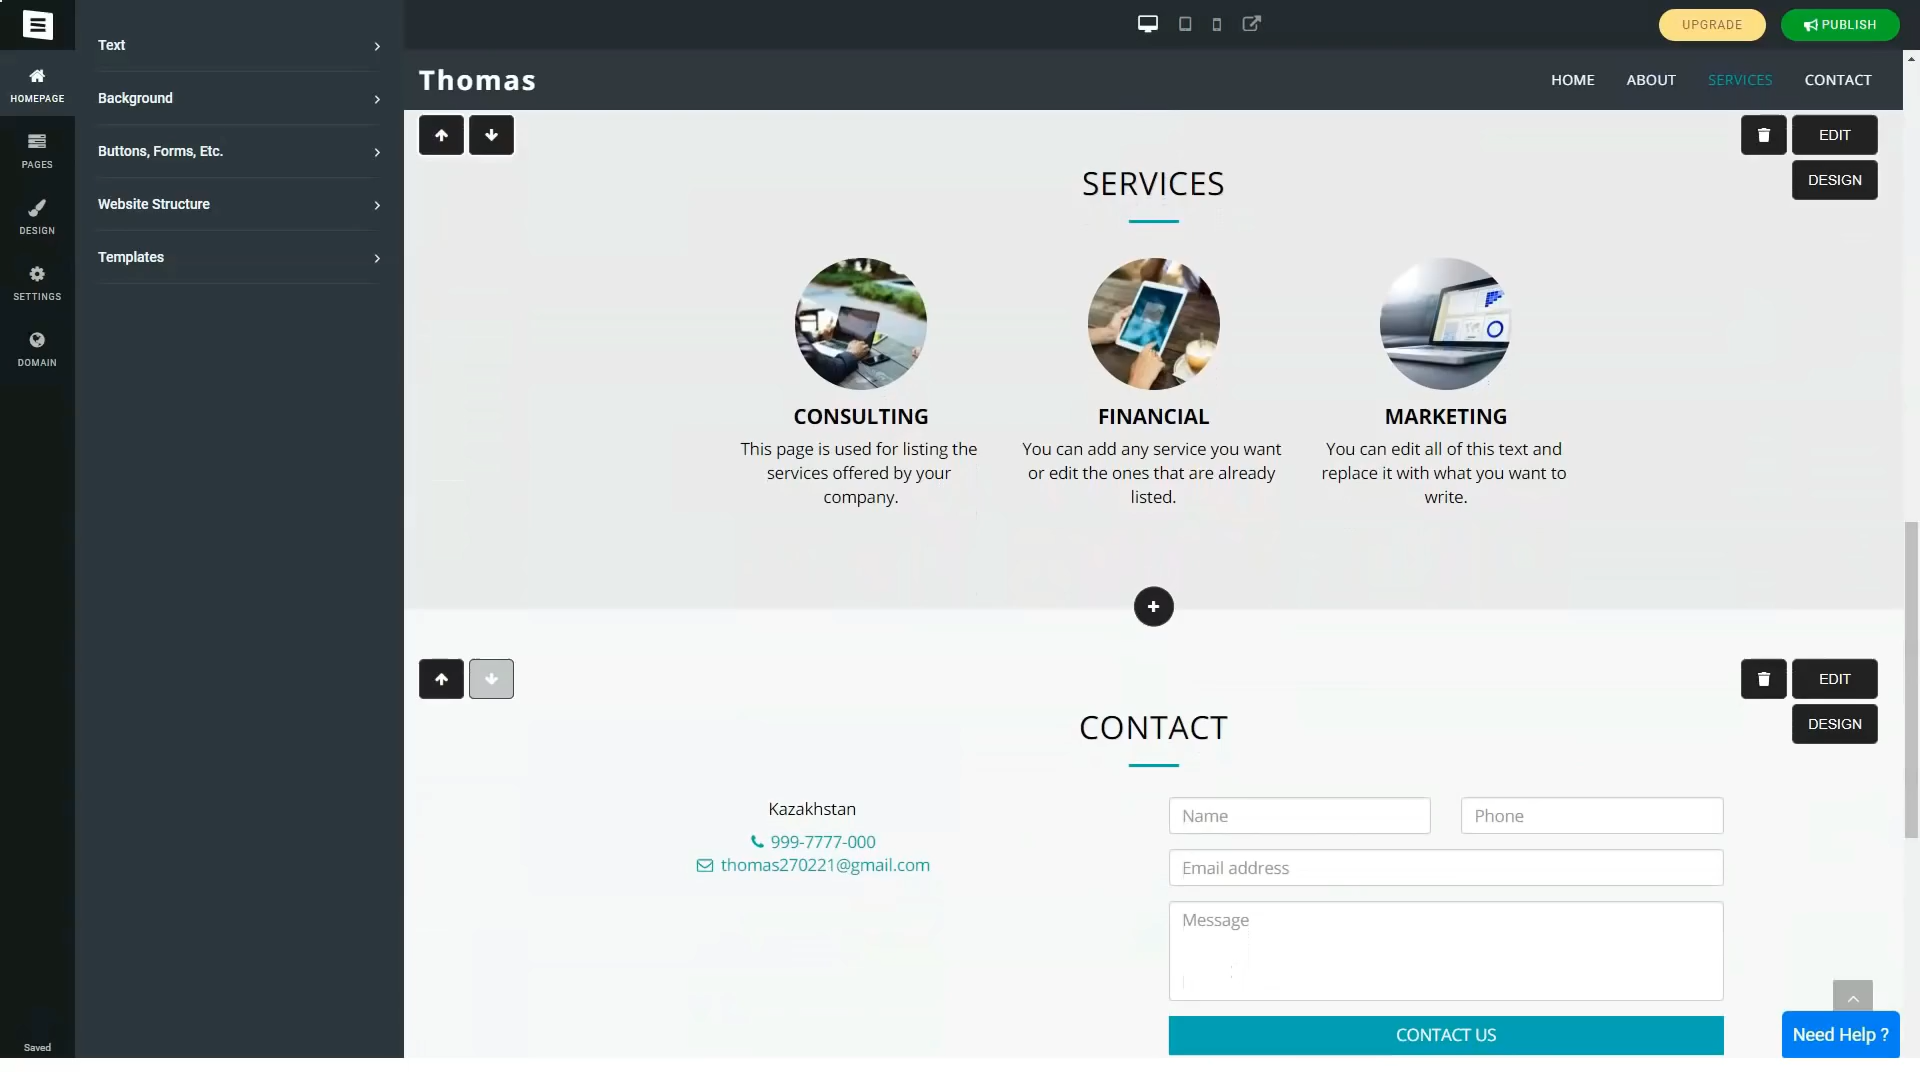 UPGRADE
PUBLISH
HOMEPAGE
PAGES
DESIGN
SETTINGS
DOMAIN
Saved
Text
Background
Buttons, Forms, Etc.
Website Structure
Templates
Thomas
HOME ABOUT SERVICES CONTACT
EDIT
DESIGN
SERVICES
CONSULTING
This page is used for listing the
services offered by your
company.
FINANCIAL
You can add any service you want
or edit the ones that are already
listed.
MARKETING
You can edit all of this text and
replace it with what you want to
write.
EDIT
DESIGN
CONTACT
Kazakhstan
999-7777-000
thomas270221@gmail.com
Name
Phone
Email address
Message
CONTACT US
Need Help ?